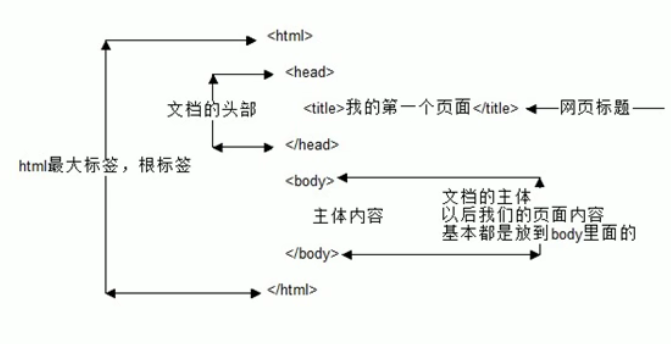 <html>
<head>
文档的头部
<title>我的第一个页面</title>
网页标题
</head>
html最大标签，根标签
<body>
主体内容
文档的主体
以后我们的页面内容
基本都是放到body里面的
</body>
</html>